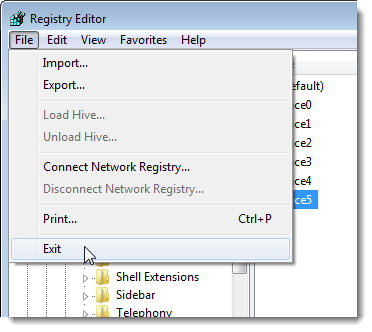 Registry Editor
File Edit View Favorites Help
Import...
Export...
efault)
Load Hive...
ce0
Unload Hive...
ce1
ce2
Connect Network Registry...
ce3
Disconnect Network Registry...
ce4
Print... Ctrl+P
ce5
Exit
Shell Extensions
Sidebar
Telephony